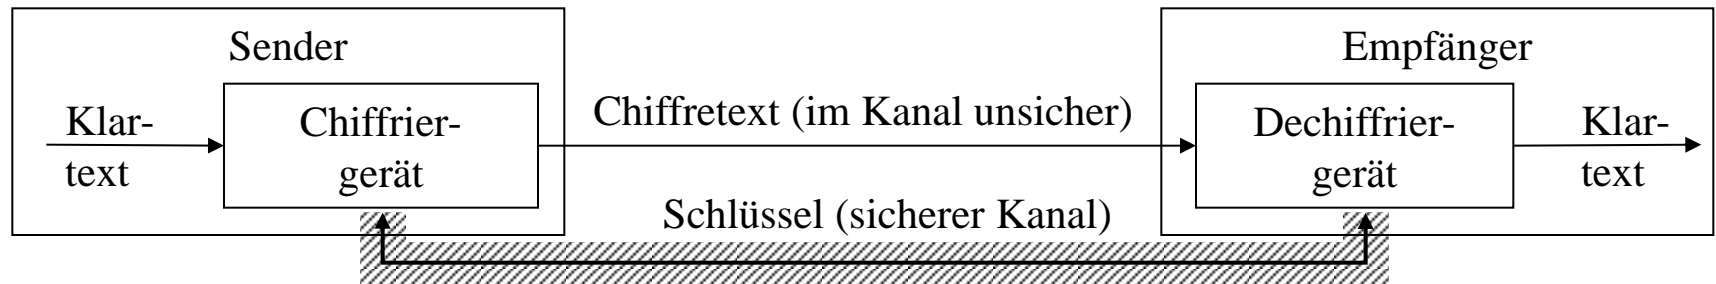 Sender
Empfänger
Klar-
text
Chiffrier-
gerät
Chiffretext (im Kanal unsicher)
Dechiffrier-
gerät
Klar-
text
Schlüssel (sicherer Kanal)